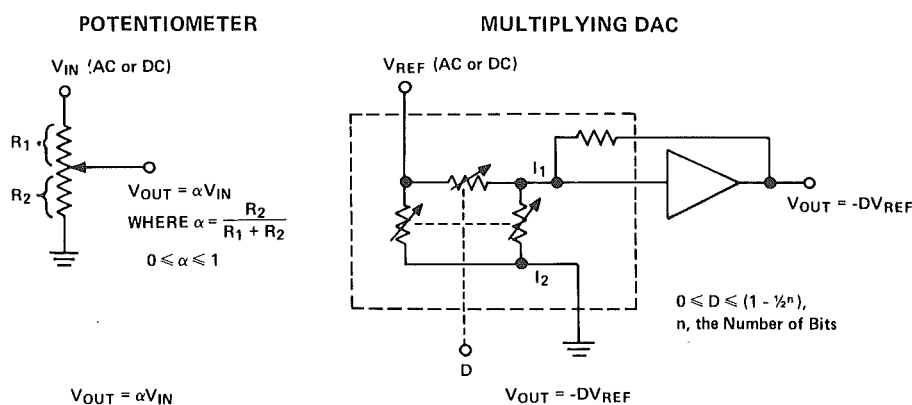 POTENTIOMETER
VIN (AC or DC)
R1
R2
VOUT = αVIN
WHERE α = R2
R1 + R2
0 ≤ α ≤ 1
VOUT = αVIN
MULTIPLYING DAC
VREF (AC or DC)
I1
I2
D
VOUT = -DVREF
0 ≤ D ≤ (1 - ½ⁿ),
n, the Number of Bits
VOUT = -DVREF